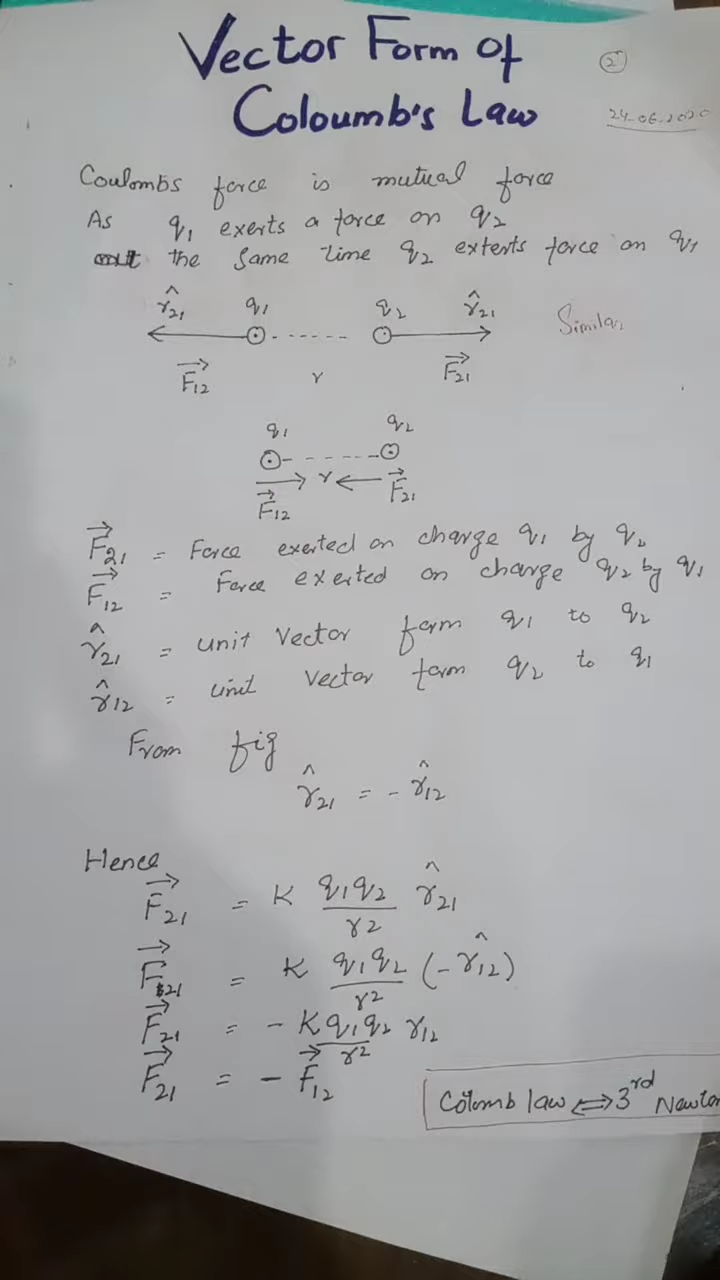 Vector Form of
Coloumb's Law
2
24-06-2020
Coulombs force is mutual force
As q₁ exerts a force on q₂
the same time q₂ exterts force on q₁
r̂₂₁ q₁ q₂ r̂₂₁
Similar
F⃗₁₂ r F⃗₂₁
q₁ q₂
r
F⃗₁₂ F⃗₂₁
F⃗₂₁ = Force exerted on charge q₁ by q₂
F⃗₁₂ = Force exerted on charge q₂ by q₁
r̂₂₁ = unit vector form q₁ to q₂
r̂₁₂ = unit vector form q₂ to q₁
From fig
r̂₂₁ = - r̂₁₂
Hence
F⃗₂₁ = K q₁q₂/r² r̂₂₁
F⃗₂₁ = K q₁q₂/r² (-r̂₁₂)
F⃗₂₁ = - K q₁q₂/r² r₁₂
F⃗₂₁ = - F⃗₁₂
Colomb law ⟺ 3rd Newton